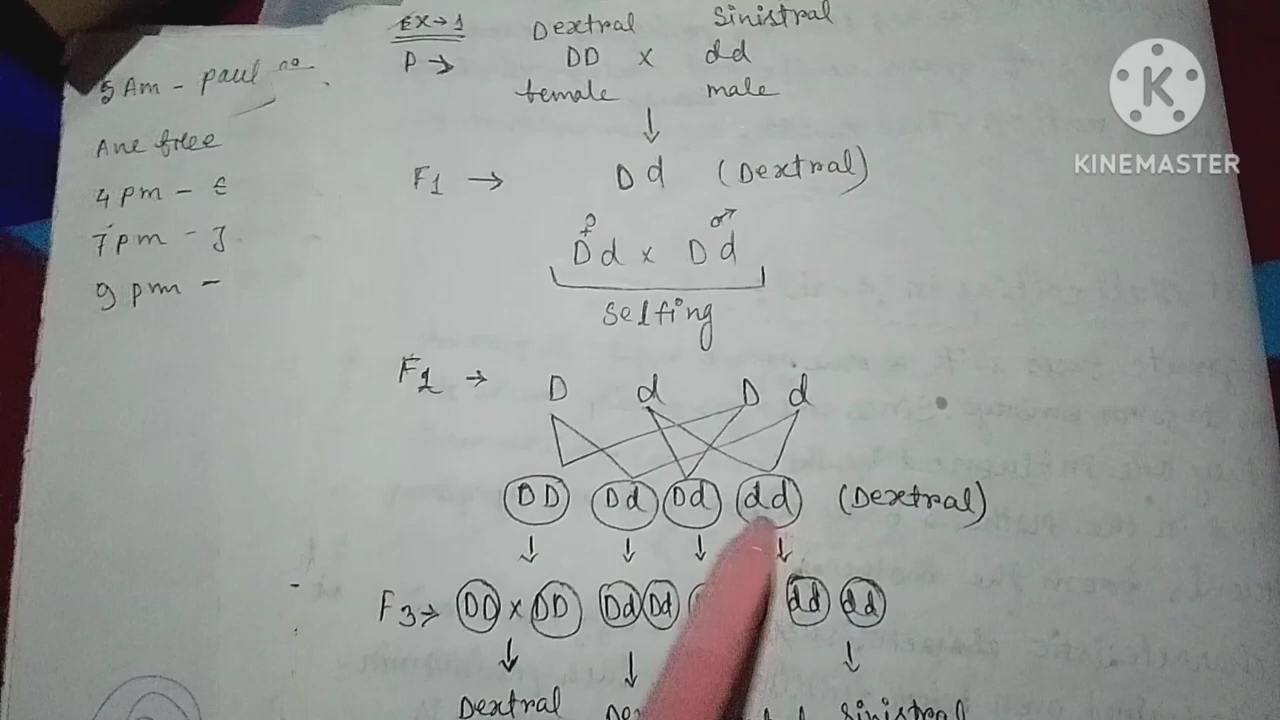 Ex→1 Dextral Sinistral
P → DD x dd
female male
↓
F1 → Dd (Dextral)
♀ ♂
Dd x Dd
Selfing
F2 → D d D d
DD Dd Dd dd (Dextral)
↓ ↓ ↓ ↓
F3→ DD x DD Dd Dd dd dd
↓ ↓ ↓
Dextral Sinistral
5 Am - paul no
Ane free
4 pm - E
7 pm - J
9 pm -
K
KINEMASTER